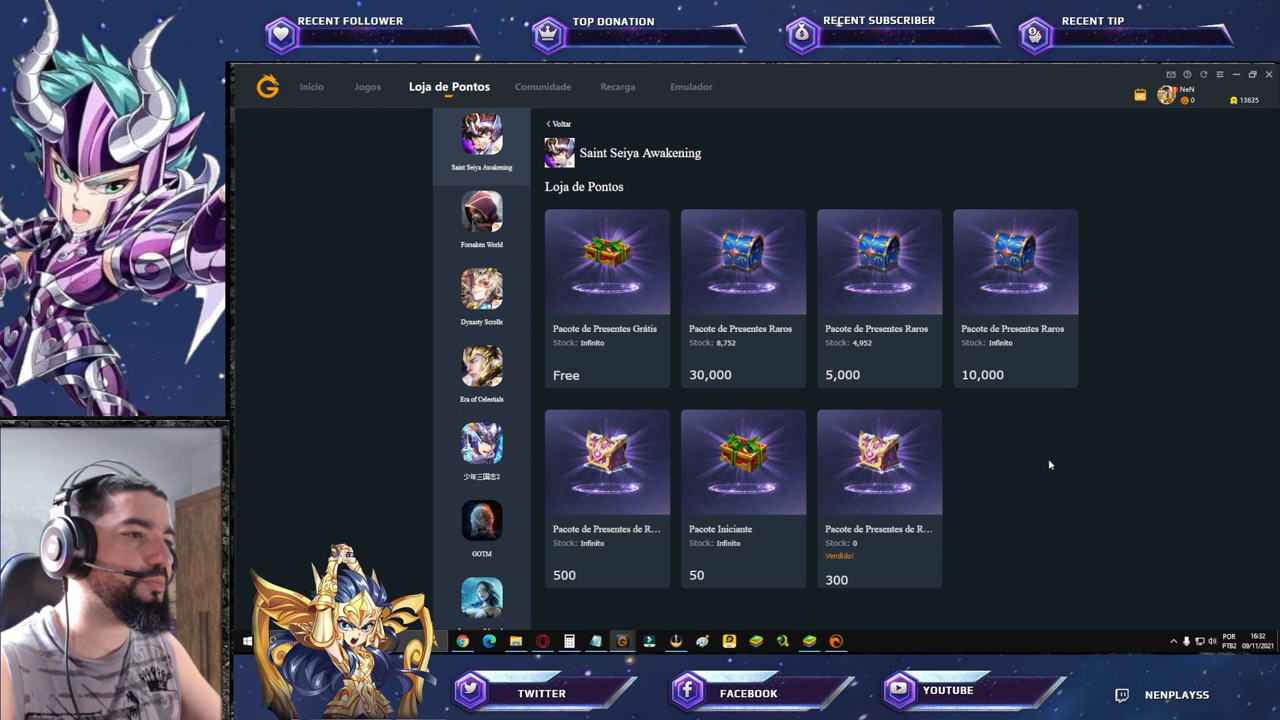 RECENT FOLLOWER
TOP DONATION
RECENT SUBSCRIBER
RECENT TIP
Inicio
Jogos
Loja de Pontos
Comunidade
Recarga
Emulador
NeN
0
13635
Voltar
Saint Seiya Awakening
Loja de Pontos
Saint Seiya Awakening
Forsaken World
Dynasty Scrolls
Era of Celestials
少年三国志2
GOTM
Pacote de Presentes Grátis
Stock: Infinito
Free
Pacote de Presentes Raros
Stock: 8,752
30,000
Pacote de Presentes Raros
Stock: 4,952
5,000
Pacote de Presentes Raros
Stock: Infinito
10,000
Pacote de Presentes de R...
Stock: Infinito
500
Pacote Iniciante
Stock: Infinito
50
Pacote de Presentes de R...
Stock: 0
Vendido!
300
POR
PTB2
16:32
09/11/2021
TWITTER
FACEBOOK
YOUTUBE
NENPLAYSS